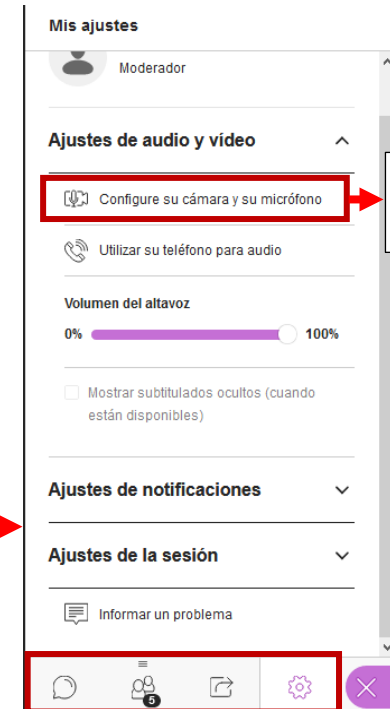 Mis ajustes
Moderador
Ajustes de audio y vídeo
Configure su cámara y su micrófono
Utilizar su teléfono para audio
Volumen del altavoz
0% 100%
Mostrar subtitulados ocultos (cuando
están disponibles)
Ajustes de notificaciones
Ajustes de la sesión
Informar un problema
5